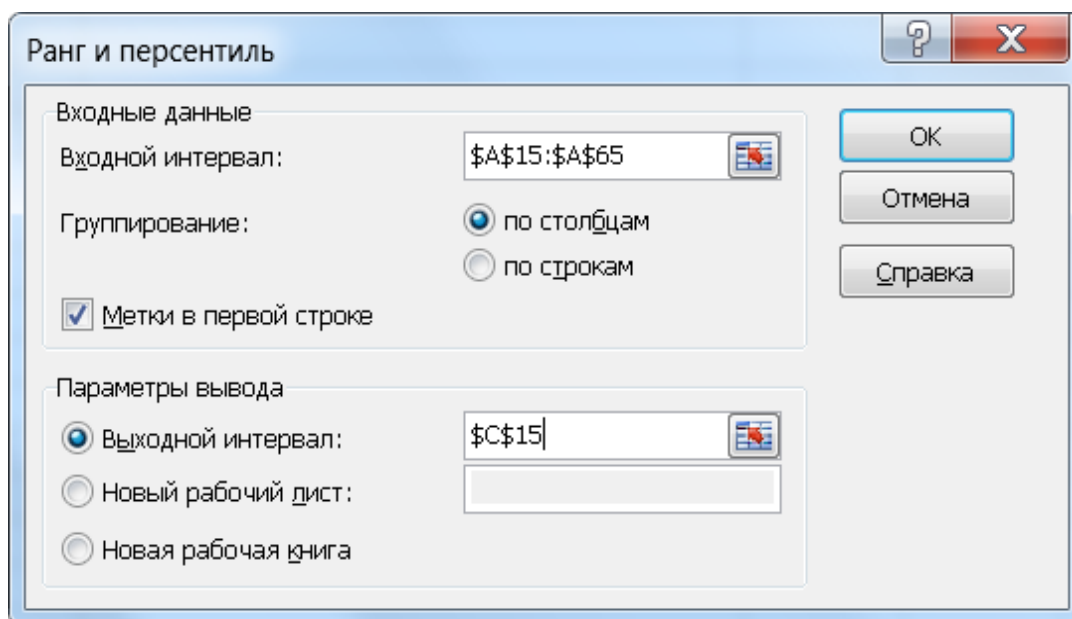 Ранг и персентиль
Входные данные
Входной интервал: $A$15:$A$65
Группирование: по столбцам
по строкам
Метки в первой строке
OK
Отмена
Справка
Параметры вывода
Выходной интервал: $C$15
Новый рабочий лист:
Новая рабочая книга